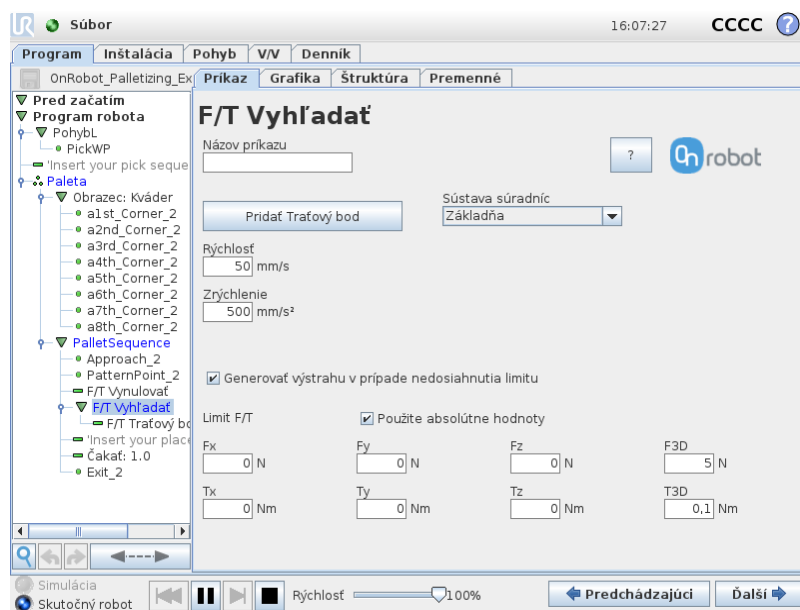 Súbor
16:07:27
CCCC
?
Program
Inštalácia
Pohyb
V/V
Denník
OnRobot_Palletizing_Ex
Príkaz
Grafika
Štruktúra
Premenné
Pred začatím
Program robota
PohybL
PickWP
'Insert your pick seque
Paleta
Obrazec: Kváder
a1st_Corner_2
a2nd_Corner_2
a3rd_Corner_2
a4th_Corner_2
a5th_Corner_2
a6th_Corner_2
a7th_Corner_2
a8th_Corner_2
PalletSequence
Approach_2
PatternPoint_2
F/T Vynulovať
F/T Vyhľadať
F/T Traťový bo
'Insert your place
Čakať: 1.0
Exit_2
F/T Vyhľadať
Názov príkazu
?
On robot
Pridať Traťový bod
Sústava súradníc
Základňa
Rýchlosť
50 mm/s
Zrýchlenie
500 mm/s²
Generovať výstrahu v prípade nedosiahnutia limitu
Limit F/T
Použite absolútne hodnoty
Fx Fy Fz F3D
0 N 0 N 0 N 5 N
Tx Ty Tz T3D
0 Nm 0 Nm 0 Nm 0,1 Nm
Simulácia
Skutočný robot
Rýchlosť 100%
Predchádzajúci
Ďalší